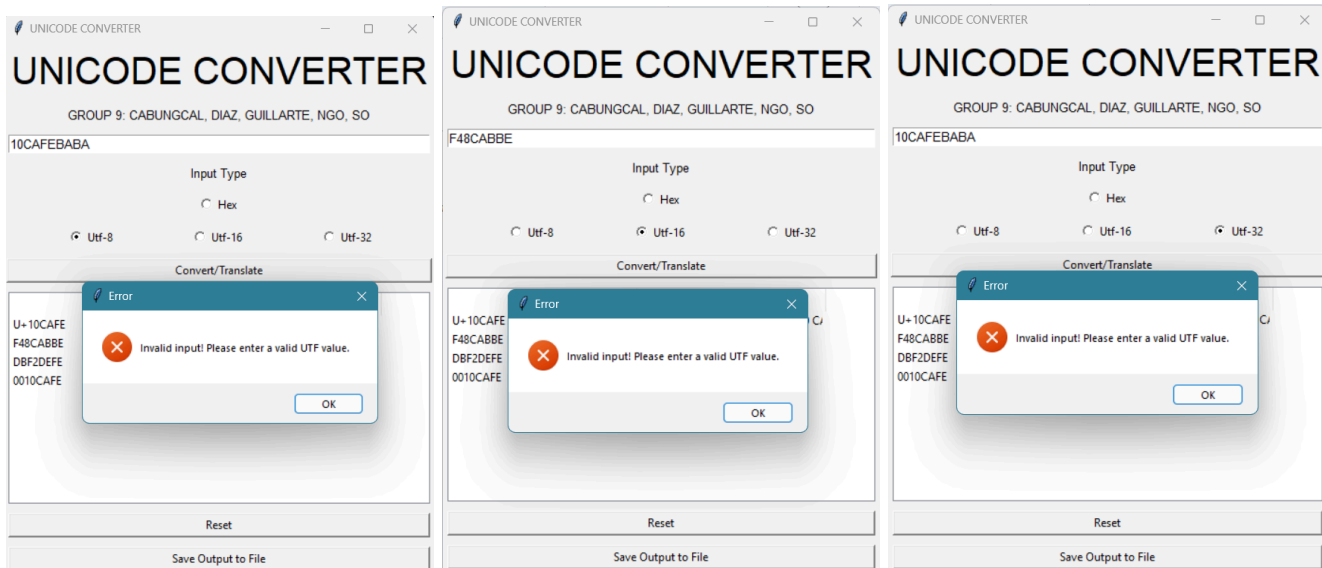 UNICODE CONVERTER
UNICODE CONVERTER
GROUP 9: CABUNGCAL, DIAZ, GUILLARTE, NGO, SO
10CAFEBABA
Input Type
Hex
Utf-8 Utf-16 Utf-32
Convert/Translate
Error
Invalid input! Please enter a valid UTF value.
OK
U+10CAFE
F48CABBE
DBF2DEFE
0010CAFE
Reset
Save Output to File
UNICODE CONVERTER
UNICODE CONVERTER
GROUP 9: CABUNGCAL, DIAZ, GUILLARTE, NGO, SO
F48CABBE
Input Type
Hex
Utf-8 Utf-16 Utf-32
Convert/Translate
Error
Invalid input! Please enter a valid UTF value.
OK
U+10CAFE
F48CABBE
DBF2DEFE
0010CAFE
Reset
Save Output to File
UNICODE CONVERTER
UNICODE CONVERTER
GROUP 9: CABUNGCAL, DIAZ, GUILLARTE, NGO, SO
10CAFEBABA
Input Type
Hex
Utf-8 Utf-16 Utf-32
Convert/Translate
Error
Invalid input! Please enter a valid UTF value.
OK
U+10CAFE
F48CABBE
DBF2DEFE
0010CAFE
Reset
Save Output to File